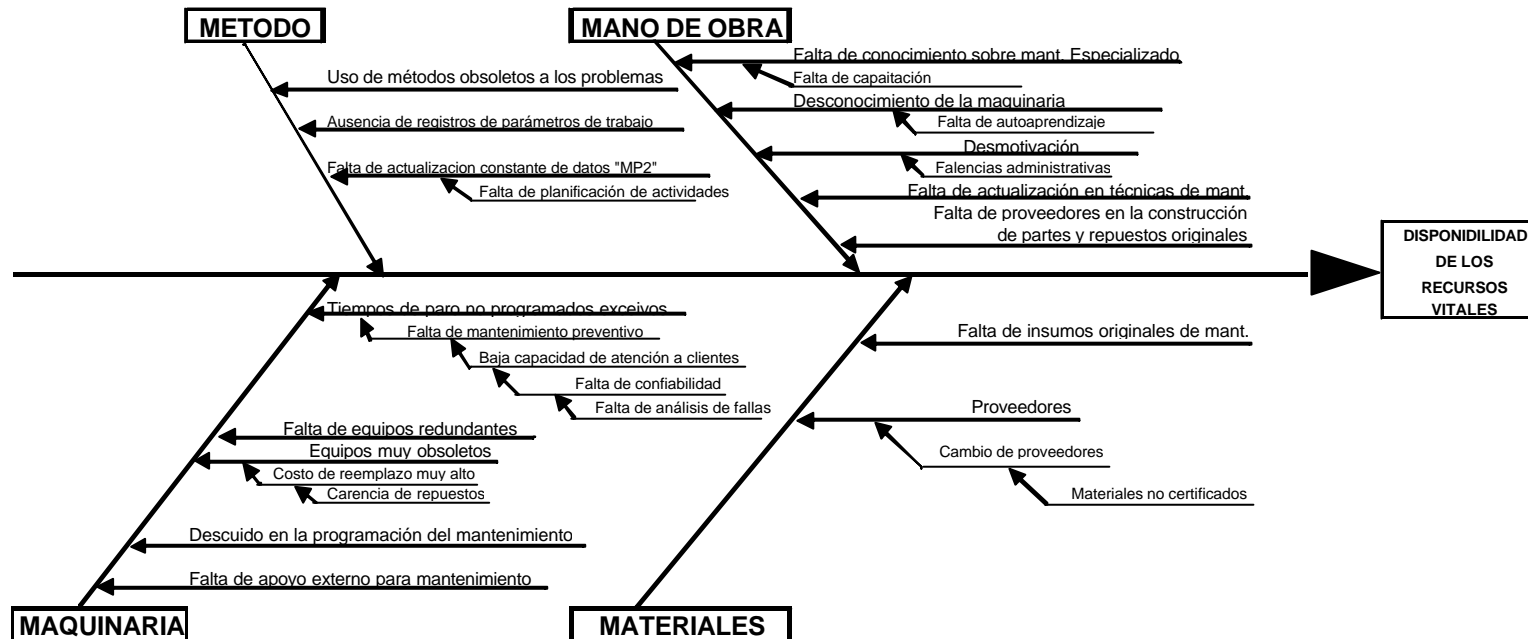 METODO
MANO DE OBRA
Uso de métodos obsoletos a los problemas
Ausencia de registros de parámetros de trabajo
Falta de actualizacion constante de datos "MP2"
Falta de planificación de actividades
Falta de conocimiento sobre mant. Especializado
Falta de capaitación
Desconocimiento de la maquinaria
Falta de autoaprendizaje
Desmotivación
Falencias administrativas
Falta de actualización en técnicas de mant.
Falta de proveedores en la construcción
de partes y repuestos originales
DISPONIDILIDAD
DE LOS
RECURSOS
VITALES
Tiempos de paro no programados exceivos
Falta de mantenimiento preventivo
Baja capacidad de atención a clientes
Falta de confiabilidad
Falta de análisis de fallas
Falta de equipos redundantes
Equipos muy obsoletos
Costo de reemplazo muy alto
Carencia de repuestos
Descuido en la programación del mantenimiento
Falta de apoyo externo para mantenimiento
Falta de insumos originales de mant.
Proveedores
Cambio de proveedores
Materiales no certificados
MAQUINARIA
MATERIALES